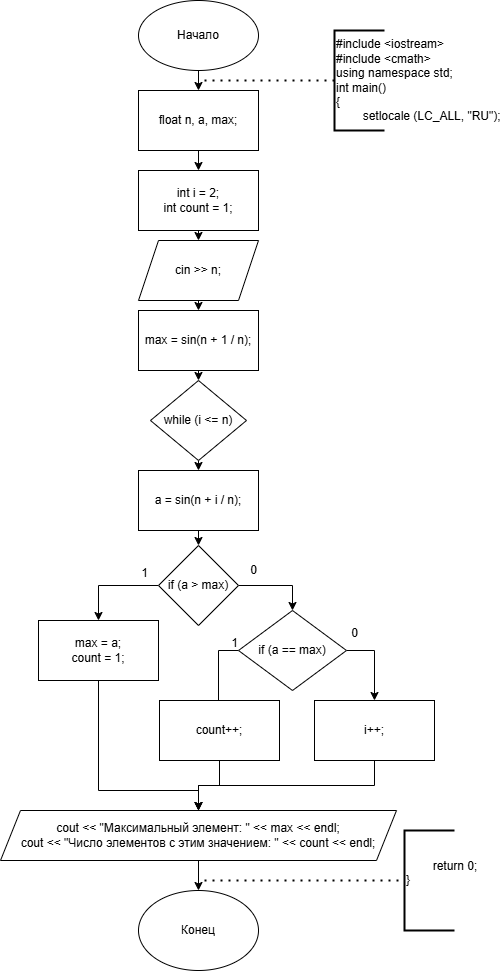 Начало
#include <iostream>
#include <cmath>
using namespace std;
int main()
{
setlocale (LC_ALL, "RU");
float n, a, max;
int i = 2;
int count = 1;
cin >> n;
max = sin(n + 1 / n);
while (i <= n)
a = sin(n + i / n);
1
if (a > max)
0
max = a;
count = 1;
1
if (a == max)
0
count++;
i++;
cout << "Максимальный элемент: " << max << endl;
cout << "Число элементов с этим значением: " << count << endl;
return 0;
}
Конец